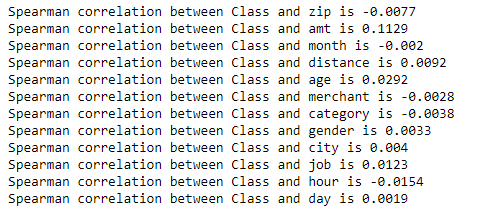 Spearman correlation between Class and zip is -0.0077
Spearman correlation between Class and amt is 0.1129
Spearman correlation between Class and month is -0.002
Spearman correlation between Class and distance is 0.0092
Spearman correlation between Class and age is 0.0292
Spearman correlation between Class and merchant is -0.0028
Spearman correlation between Class and category is -0.0038
Spearman correlation between Class and gender is 0.0033
Spearman correlation between Class and city is 0.004
Spearman correlation between Class and job is 0.0123
Spearman correlation between Class and hour is -0.0154
Spearman correlation between Class and day is 0.0019